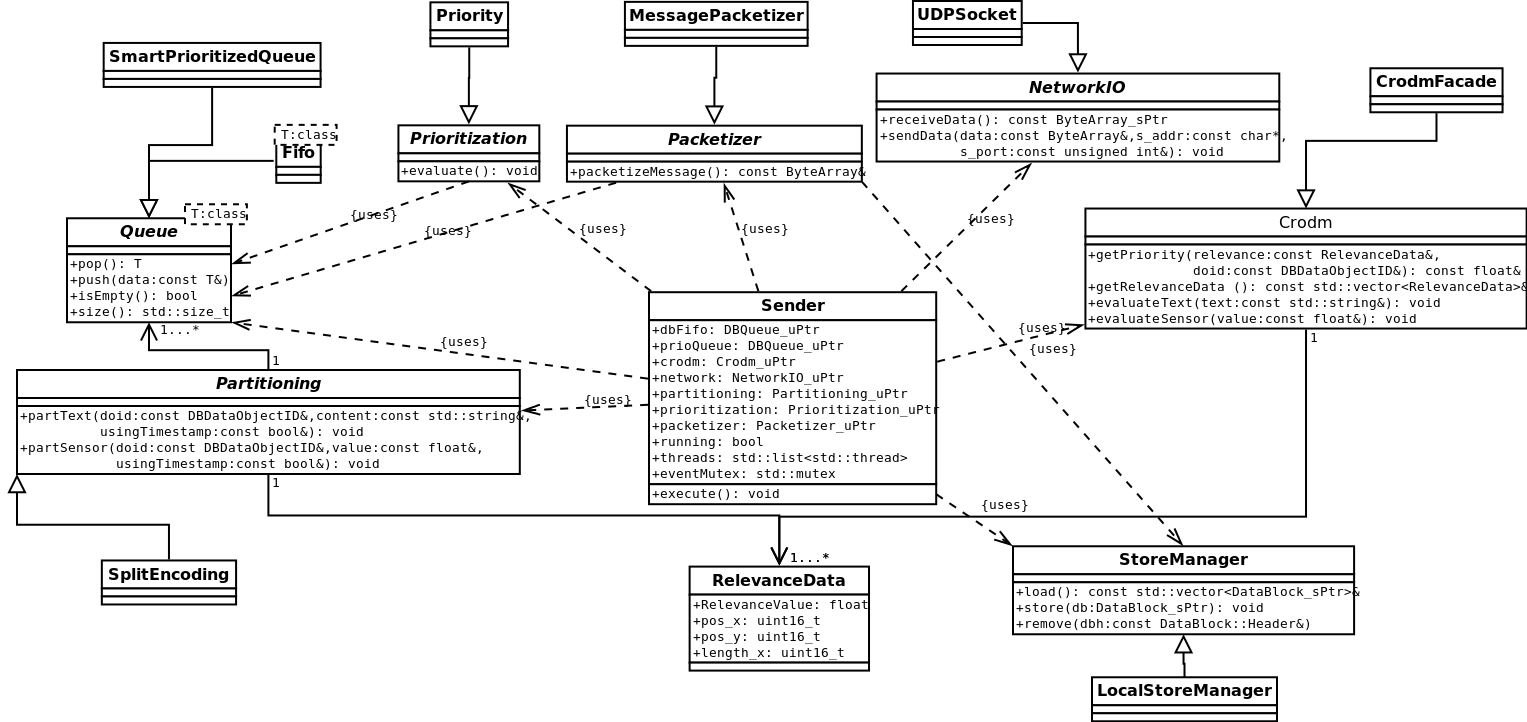 Priority
MessagePacketizer
UDPSocket
SmartPrioritizedQueue
NetworkIO
+receiveData(): const ByteArray_sPtr
+sendData(data:const ByteArray&,s_addr:const char*,
s_port:const unsigned int&): void
CrodmFacade
T:class
Fifo
Prioritization
+evaluate(): void
Packetizer
+packetizeMessage(): const ByteArray&
T:class
Queue
+pop(): T
+push(data:const T&)
+isEmpty(): bool
+size(): std::size_t
{uses}
{uses}
{uses}
{uses}
{uses}
Crodm
+getPriority(relevance:const RelevanceData&,
doid:const DBDataObjectID&): const float&
+getRelevanceData (): const std::vector<RelevanceData>&
+evaluateText(text:const std::string&): void
+evaluateSensor(value:const float&): void
Sender
+dbFifo: DBQueue_uPtr
+prioQueue: DBQueue_uPtr
+crodm: Crodm_uPtr
+network: NetworkIO_uPtr
+partitioning: Partitioning_uPtr
+prioritization: Prioritization_uPtr
+packetizer: Packetizer_uPtr
+running: bool
+threads: std::list<std::thread>
+eventMutex: std::mutex
+execute(): void
1...*
1
{uses}
{uses}
{uses}
{uses}
1
Partitioning
+partText(doid:const DBDataObjectID&,content:const std::string&,
usingTimestamp:const bool&): void
+partSensor(doid:const DBDataObjectID&,value:const float&,
usingTimestamp:const bool&): void
1
{uses}
1...*
SplitEncoding
RelevanceData
+RelevanceValue: float
+pos_x: uint16_t
+pos_y: uint16_t
+length_x: uint16_t
StoreManager
+load(): const std::vector<DataBlock_sPtr>&
+store(db:DataBlock_sPtr): void
+remove(dbh:const DataBlock::Header&)
LocalStoreManager